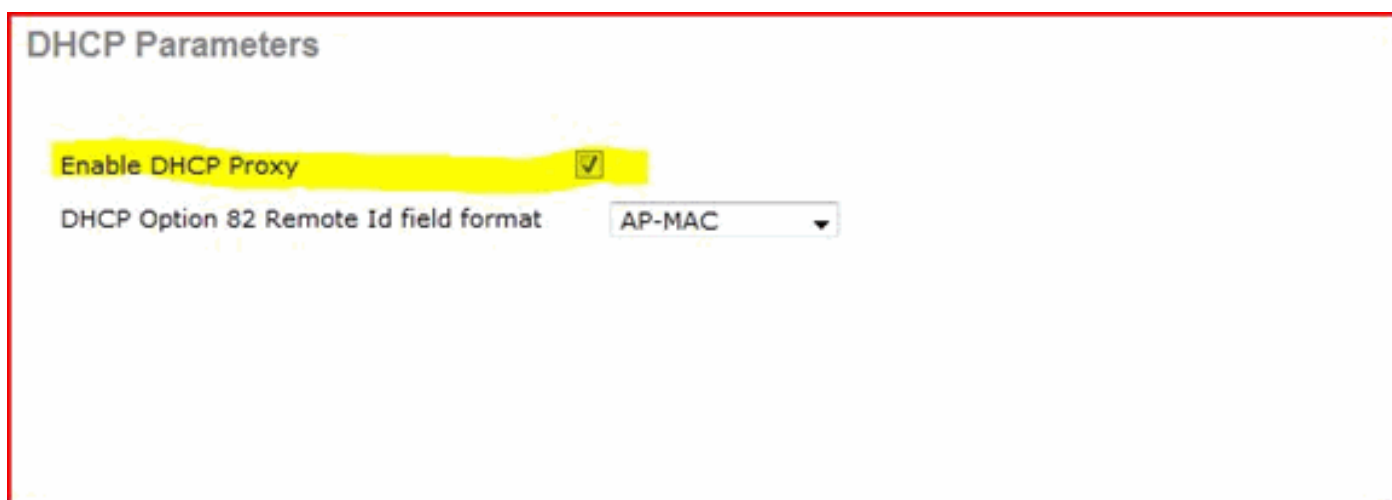 DHCP Parameters
Enable DHCP Proxy
DHCP Option 82 Remote Id field format AP-MAC